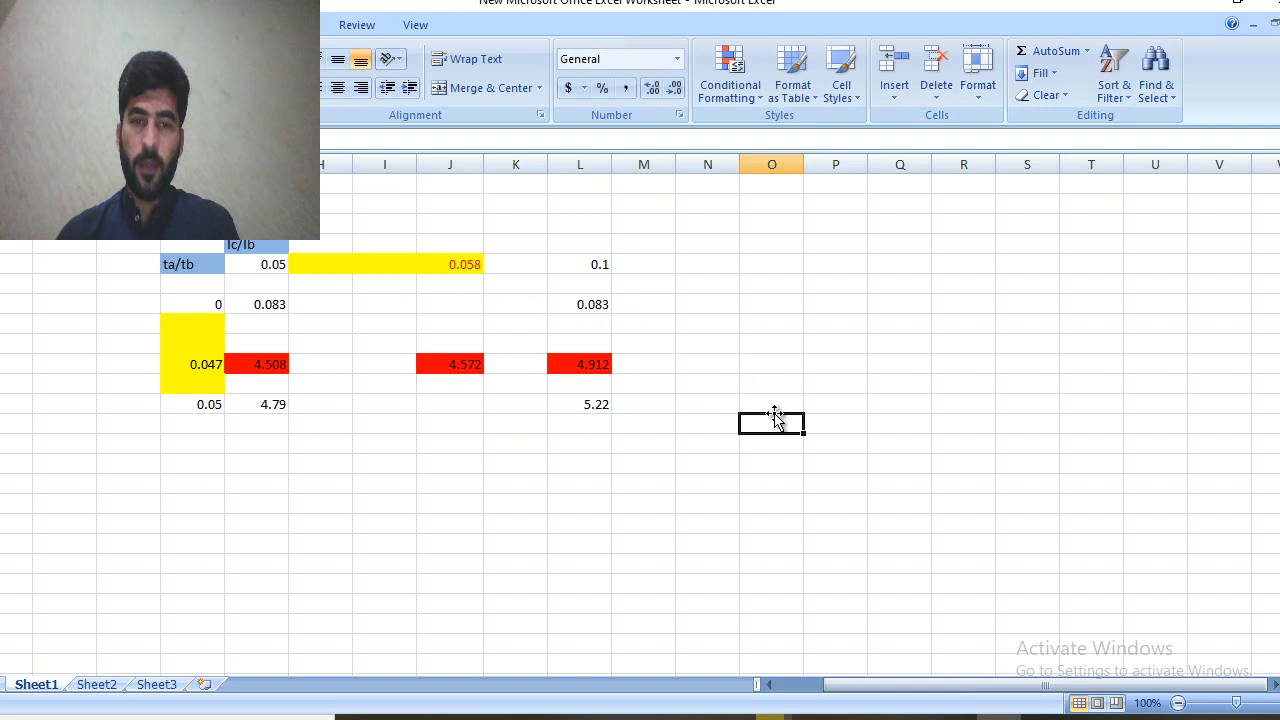 New Microsoft Office Excel Worksheet - Microsoft Excel
Review View
Wrap Text General AutoSum
Merge & Center $ % , Conditional Formatting Format as Table Cell Styles Insert Delete Format Fill Clear Sort & Filter Find & Select
Alignment Number Styles Cells Editing
H I J K L M N O P Q R S T U V
Ic/Ib
ta/tb 0.05 0.058 0.1
0 0.083 0.083
0.047 4.508 4.572 4.912
0.05 4.79 5.22
Activate Windows
Go to Settings to activate Windows.
Sheet1 Sheet2 Sheet3
100%